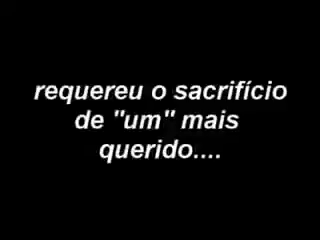 requereu o sacrifício
de "um" mais
querido....